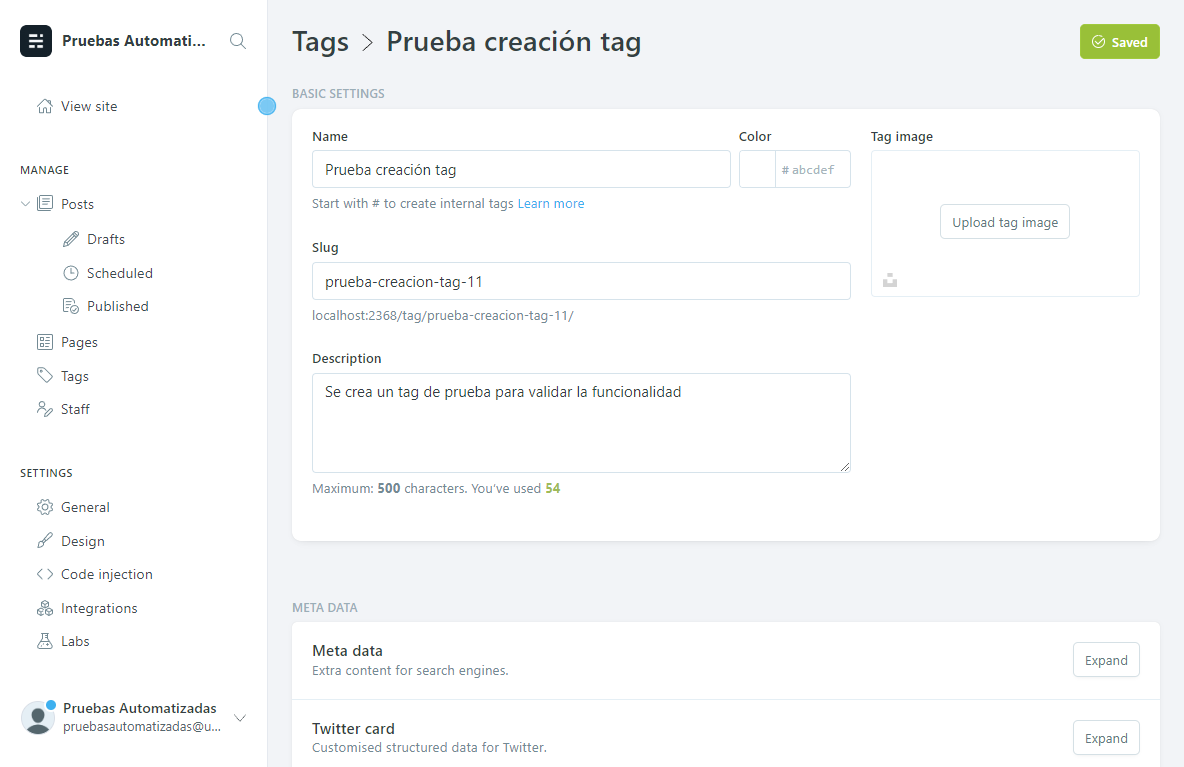 Pruebas Automati...
View site
MANAGE
Posts
Drafts
Scheduled
Published
Pages
Tags
Staff
SETTINGS
General
Design
Code injection
Integrations
Labs
Pruebas Automatizadas
pruebasautomatizadas@u...
Tags > Prueba creación tag
Saved
BASIC SETTINGS
Name
Prueba creación tag
Start with # to create internal tags Learn more
Color
# abcdef
Tag image
Upload tag image
Slug
prueba-creacion-tag-11
localhost:2368/tag/prueba-creacion-tag-11/
Description
Se crea un tag de prueba para validar la funcionalidad
Maximum: 500 characters. You've used 54
META DATA
Meta data
Extra content for search engines.
Expand
Twitter card
Customised structured data for Twitter.
Expand